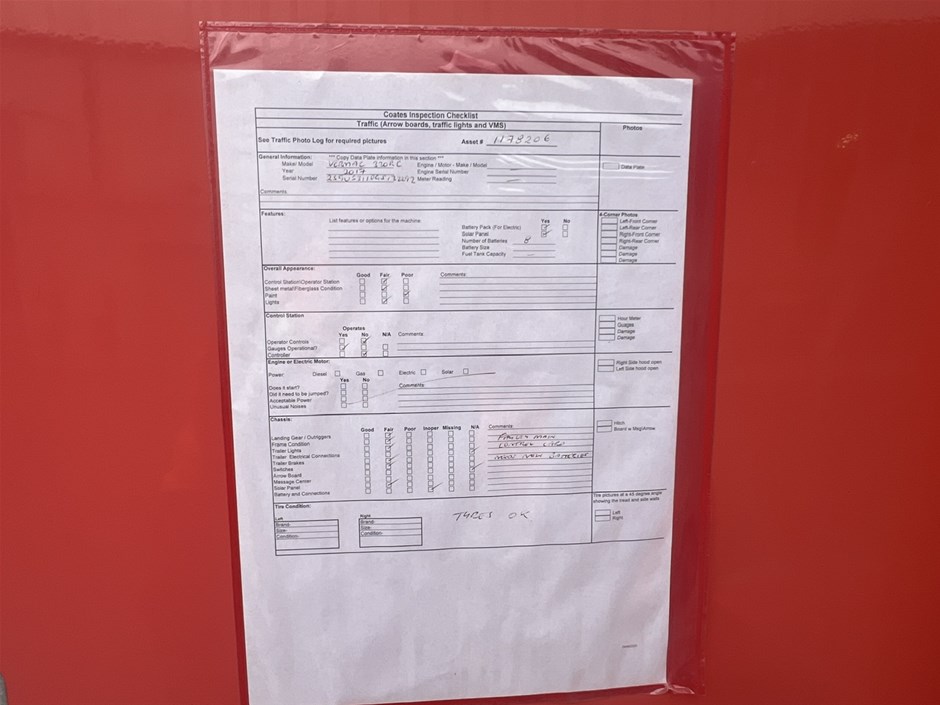 Coates Inspection Checklist
Traffic (Arrow boards, traffic lights and VMS)
Photos
See Traffic Photo Log for required pictures Asset #
General Information: *** Copy Data Plate information in this section ***
Make/ Model Engine / Motor - Make / Model Data Plate
Year 2017 Engine Serial Number
Serial Number Meter Reading
Comments:
Features: Yes No 4-Corner Photos
List features or options for the machine Left-Front Corner
Battery Pack (For Electric) Left-Rear Corner
Solar Panel Right-Front Corner
Number of Batteries 8 Right-Rear Corner
Battery Size Damage
Fuel Tank Capacity Damage
Damage
Overall Appearance:
Good Fair Poor Comments:
Control Station/Operator Station
Sheet metal/Fiberglass Condition
Paint
Lights
Control Station
Hour Meter
Operates Guages
Yes No N/A Comments: Damage
Operator Controls Damage
Gauges Operational?
Controller
Engine or Electric Motor:
Right Side hood open
Power: Diesel Gas Electric Solar Left Side hood open
Yes No
Does it start? Comments:
Did it need to be jumped?
Acceptable Power
Unusual Noises
Chassis:
Good Fair Poor Inoper Missing N/A Comments: Hitch
Landing Gear / Outriggers Board w Msg/Arrow
Frame Condition
Trailer Lights
Trailer Electrical Connections
Trailer Brakes
Switches
Arrow Board
Message Center
Solar Panel
Battery and Connections
Tire pictures at a 45 degree angle
showing the tread and side walls
Tire Condition:
Left Right TYRES OK Left
Brand: Brand: Right
Size: Size:
Condition: Condition: